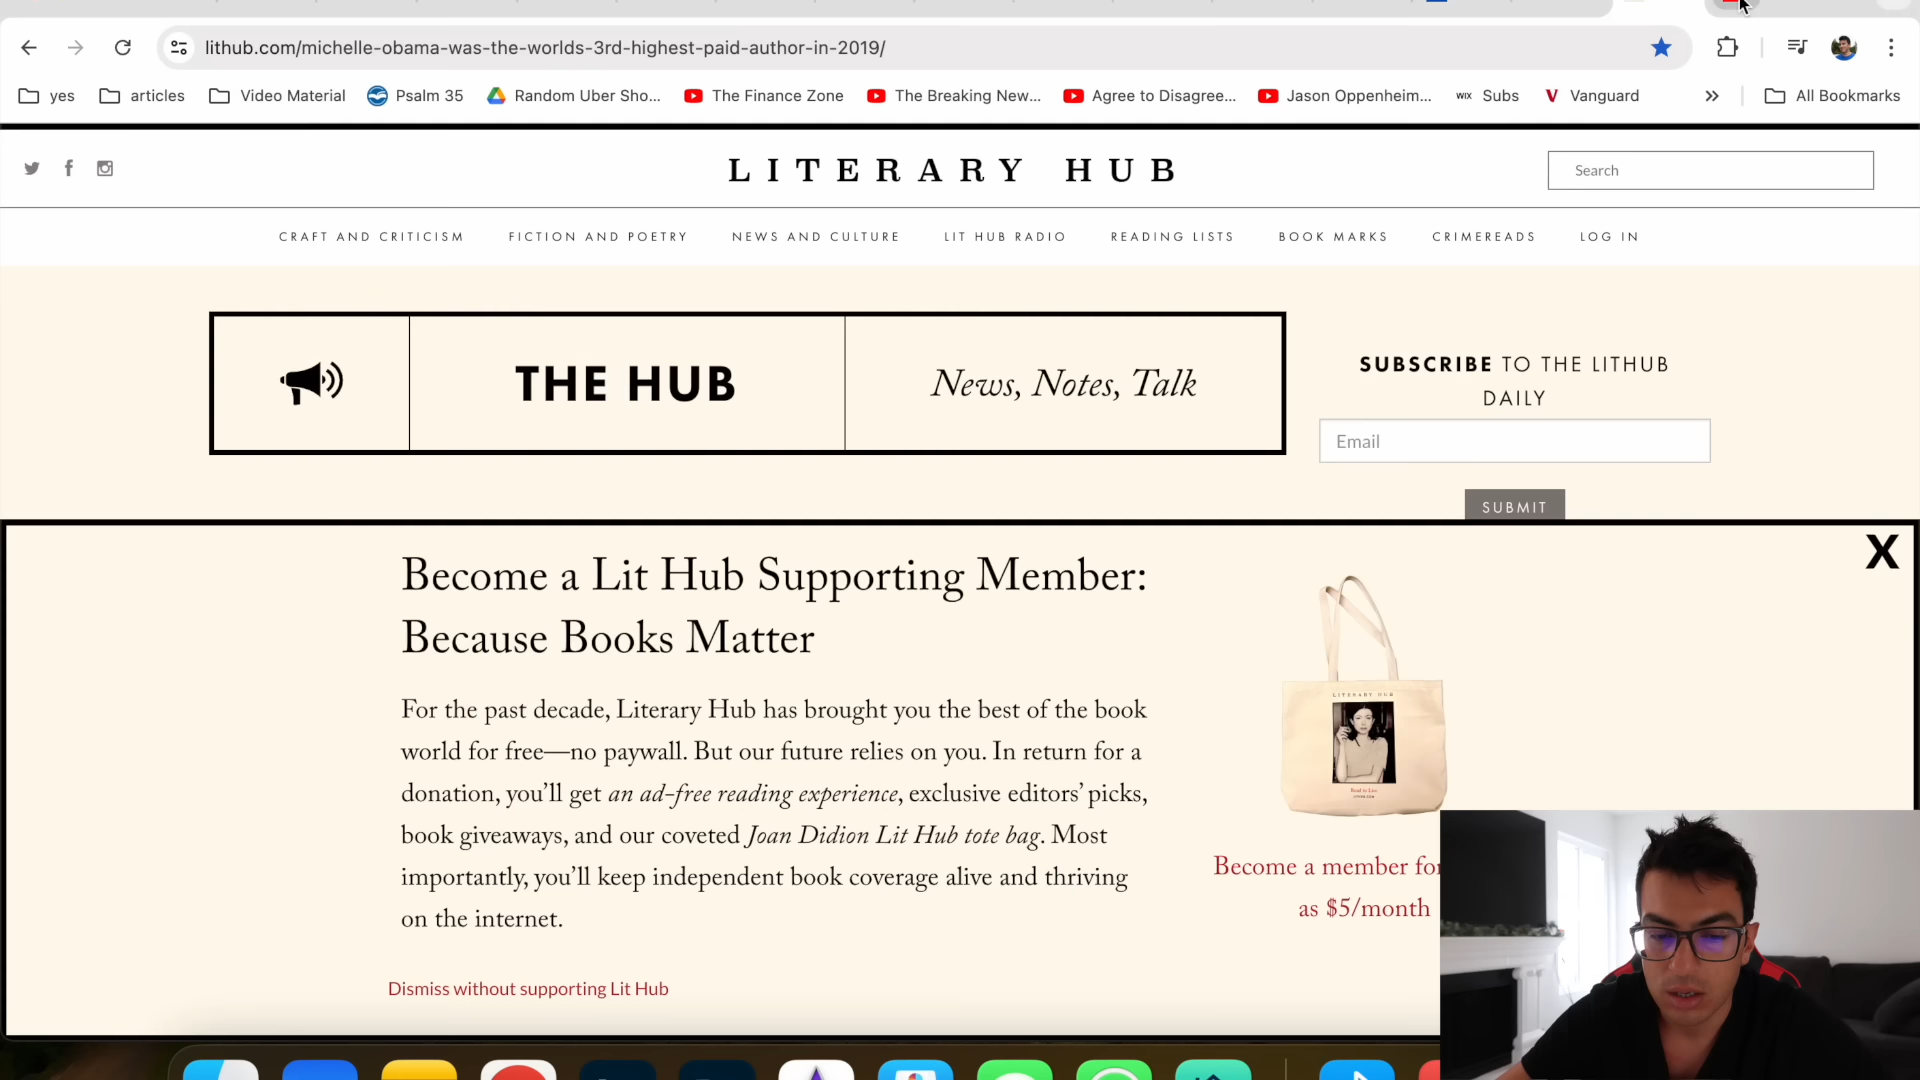 lithub.com/michelle-obama-was-the-worlds-3rd-highest-paid-author-in-2019/
yes articles Video Material Psalm 35 Random Uber Sho... The Finance Zone The Breaking New... Agree to Disagree... Jason Oppenheim... WIX Subs V Vanguard All Bookmarks
LITERARY HUB
Search
CRAFT AND CRITICISM FICTION AND POETRY NEWS AND CULTURE LIT HUB RADIO READING LISTS BOOK MARKS CRIMEREADS LOG IN
THE HUB
News, Notes, Talk
SUBSCRIBE TO THE LITHUB
DAILY
Email
SUBMIT
X
Become a Lit Hub Supporting Member:
Because Books Matter
For the past decade, Literary Hub has brought you the best of the book
world for free—no paywall. But our future relies on you. In return for a
donation, you’ll get an ad-free reading experience, exclusive editors’ picks,
book giveaways, and our coveted Joan Didion Lit Hub tote bag. Most
importantly, you’ll keep independent book coverage alive and thriving
on the internet.
LITERARY HUB
Become a member for
as $5/month
Dismiss without supporting Lit Hub